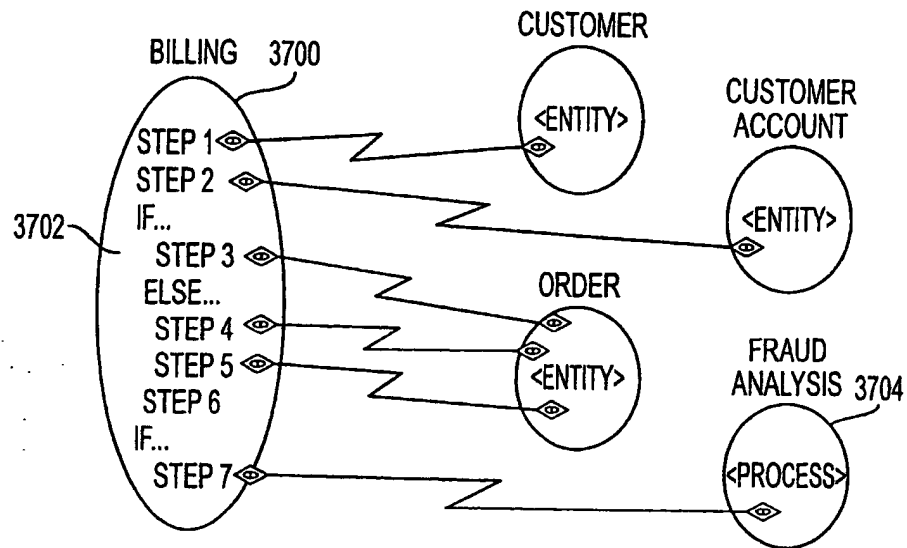 BILLING
3700
STEP 1
STEP 2
IF...
3702
STEP 3
ELSE...
STEP 4
STEP 5
STEP 6
IF...
STEP 7
CUSTOMER
<ENTITY>
CUSTOMER
ACCOUNT
<ENTITY>
ORDER
<ENTITY>
FRAUD
ANALYSIS
3704
<PROCESS>